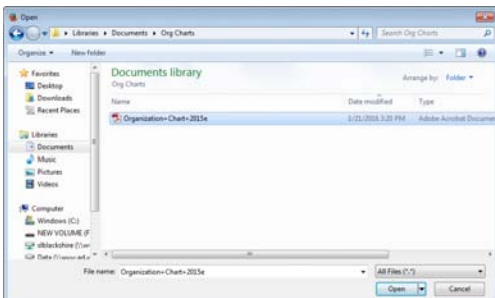 Open
Libraries ▸ Documents ▸ Org Charts
Search Org Charts
Organize ▾ New folder
Favorites
Desktop
Downloads
Recent Places
Libraries
Documents
Music
Pictures
Videos
Computer
Windows (C:)
NEW VOLUME (F
Documents library
Org Charts
Arrange by: Folder ▾
Name Date modified Type
Organization+Chart+2015e 1/21/2016 3:20 PM Adobe Acrobat Documen
File name: Organization+Chart+2015e
All Files (*.*)
Open Cancel